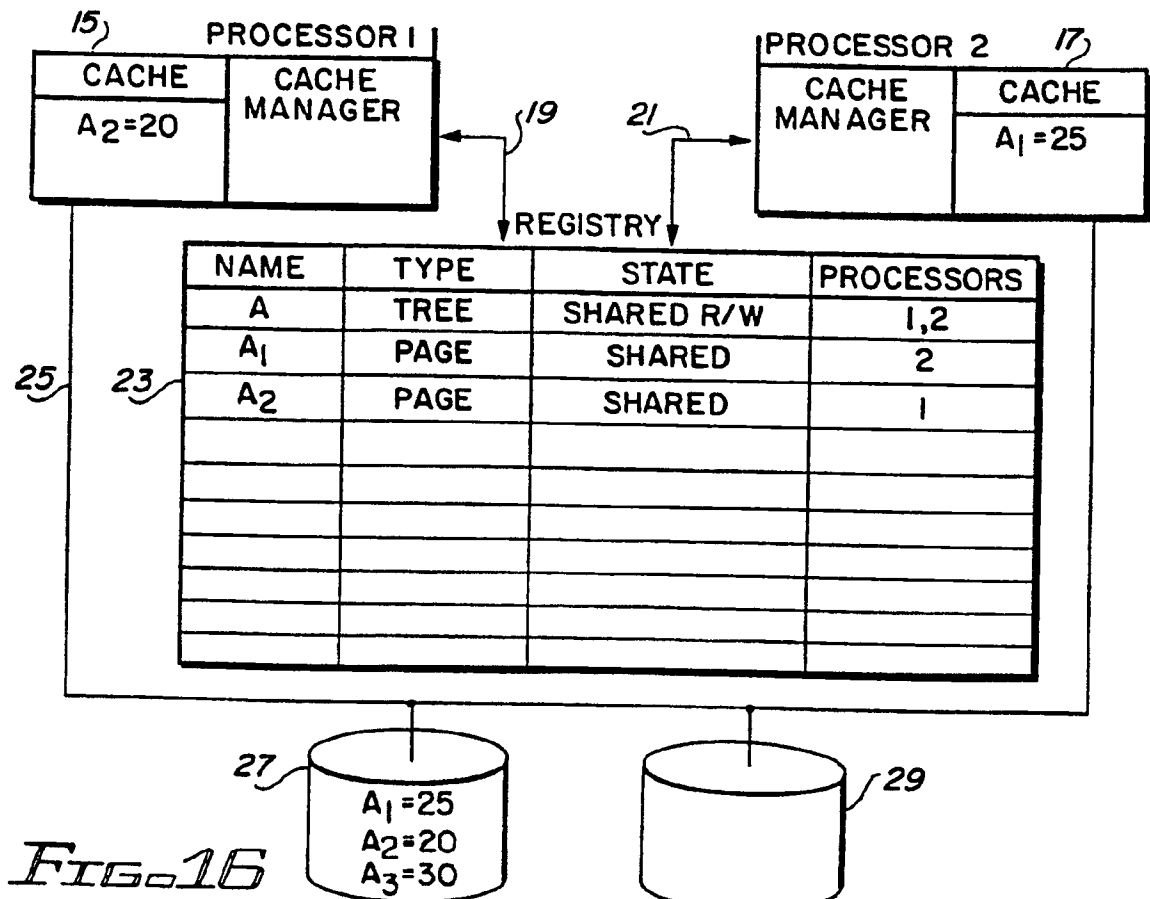 15
PROCESSOR 1
CACHE
CACHE MANAGER
A2=20
PROCESSOR 2
17
CACHE MANAGER
CACHE
A1=25
19
21
REGISTRY
NAME TYPE STATE PROCESSORS
A TREE SHARED R/W 1,2
A1 PAGE SHARED 2
A2 PAGE SHARED 1
25
23
27
A1=25
A2=20
A3=30
29
FIG-16